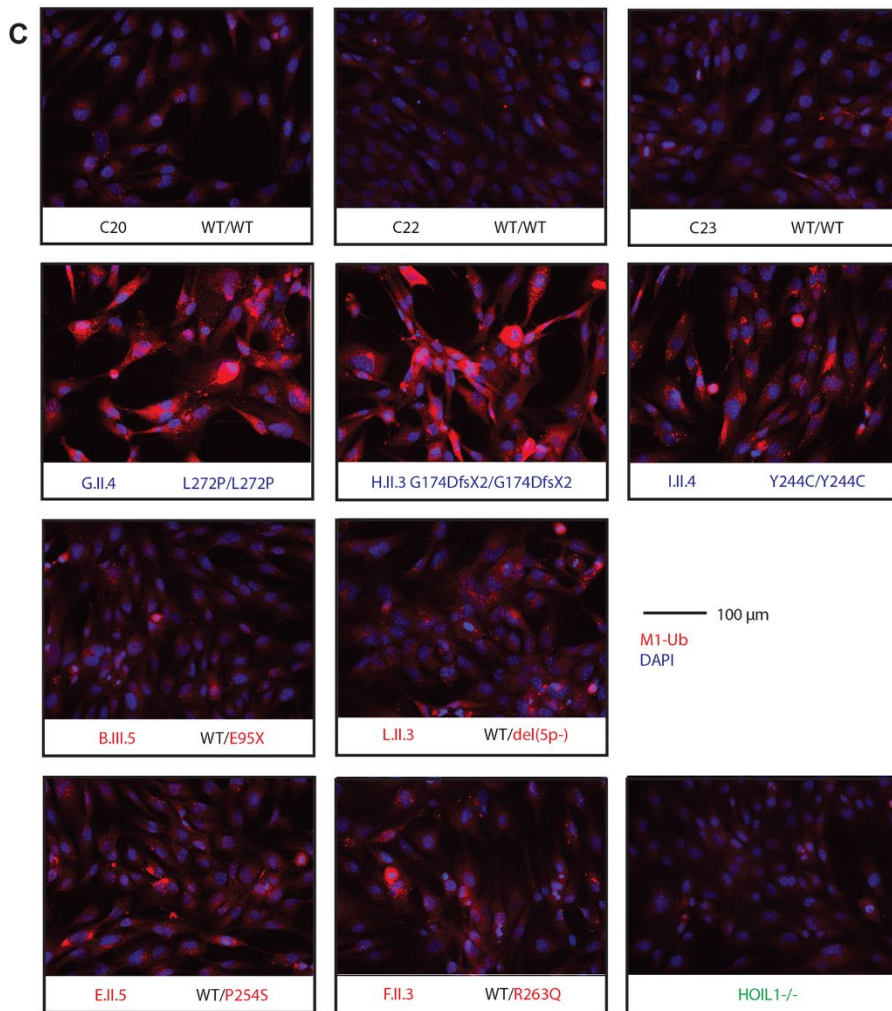 C
C20 WT/WT
C22 WT/WT
C23 WT/WT
G.II.4 L272P/L272P
H.II.3 G174DfsX2/G174DfsX2
I.II.4 Y244C/Y244C
B.III.5 WT/E95X
L.II.3 WT/del(5p-)
100 µm
M1-Ub
DAPI
E.II.5 WT/P254S
F.II.3 WT/R263Q
HOIL1-/-